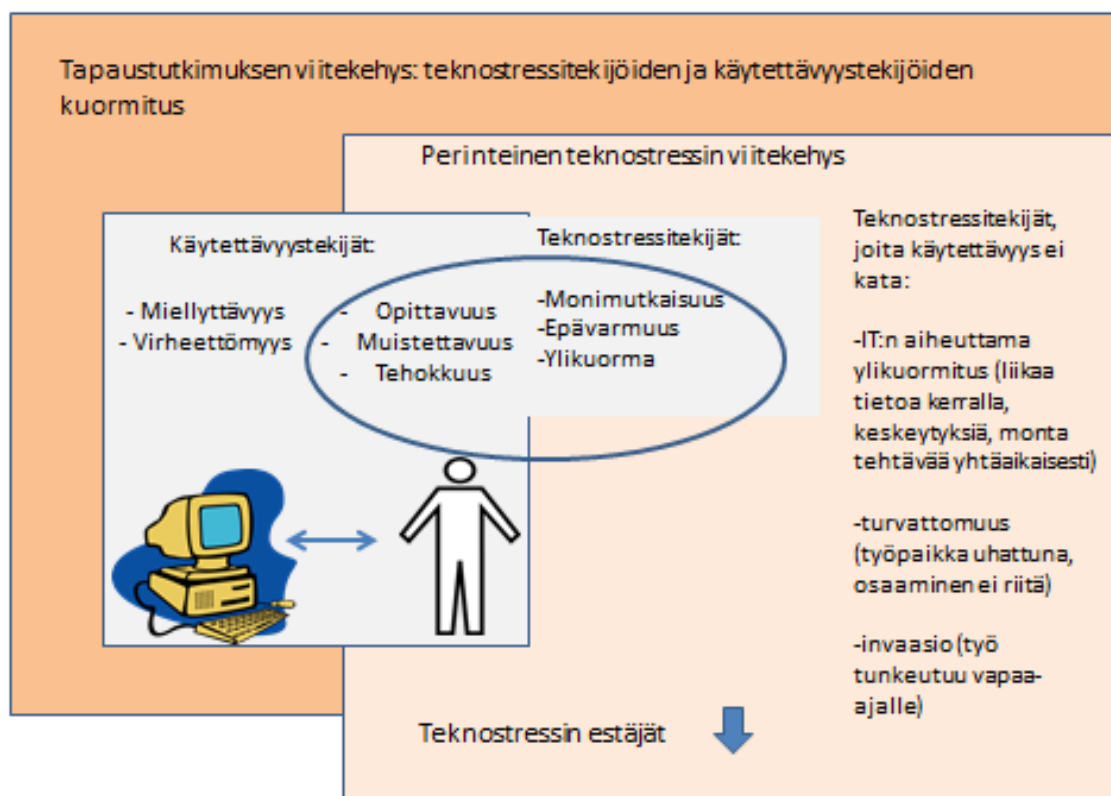 Tapaustutkimuksen viitekehys: teknostressitekijöiden ja käytettävyystekijöiden
kuormitus
Perinteinen teknostressin viitekehys
Käytettävyystekijät:
- Miellyttävyys
- Virheettömyys
- Opittavuus
- Muistettavuus
- Tehokkuus
Teknostressitekijät:
-Monimutkaisuus
-Epävarmuus
-Ylikuorma
Teknostressitekijät,
joita käytettävyys ei
kata:
-IT:n aiheuttama
ylikuormitus (liikaa
tietoa kerralla,
keskeytyksiä, monta
tehtävää yhtäaikaisesti)
-turvattomuus
(työpaikka uhattuna,
osaaminen ei riitä)
-invaasio (työ
tunkeutuu vapaa-
ajalle)
Teknostressin estäjät